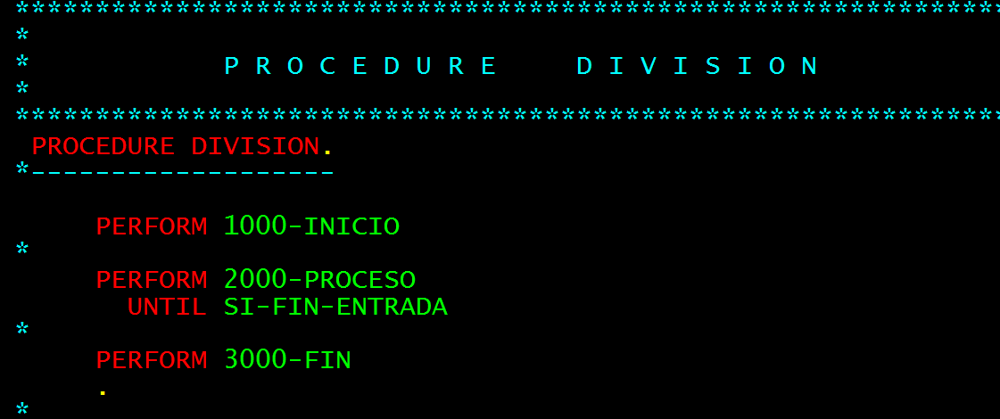 **************************************************************
*
*            P R O C E D U R E     D I V I S I O N
*
**************************************************************
 PROCEDURE DIVISION.
*-------------------

     PERFORM 1000-INICIO
*
     PERFORM 2000-PROCESO
       UNTIL SI-FIN-ENTRADA
*
     PERFORM 3000-FIN
     .
*